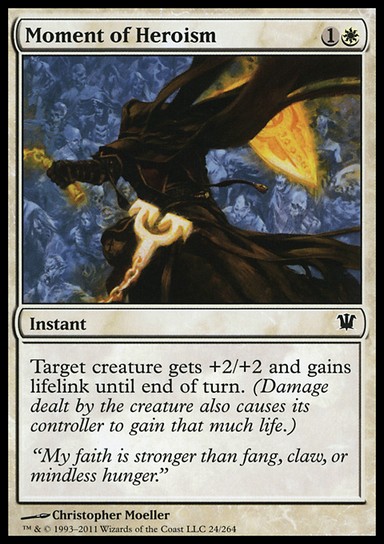 Moment of Heroism 1
Instant
Target creature gets +2/+2 and gains
lifelink until end of turn. (Damage
dealt by the creature also causes its
controller to gain that much life.)
“My faith is stronger than fang, claw, or
mindless hunger.”
Christopher Moeller
™ & © 1993–2011 Wizards of the Coast LLC 24/264